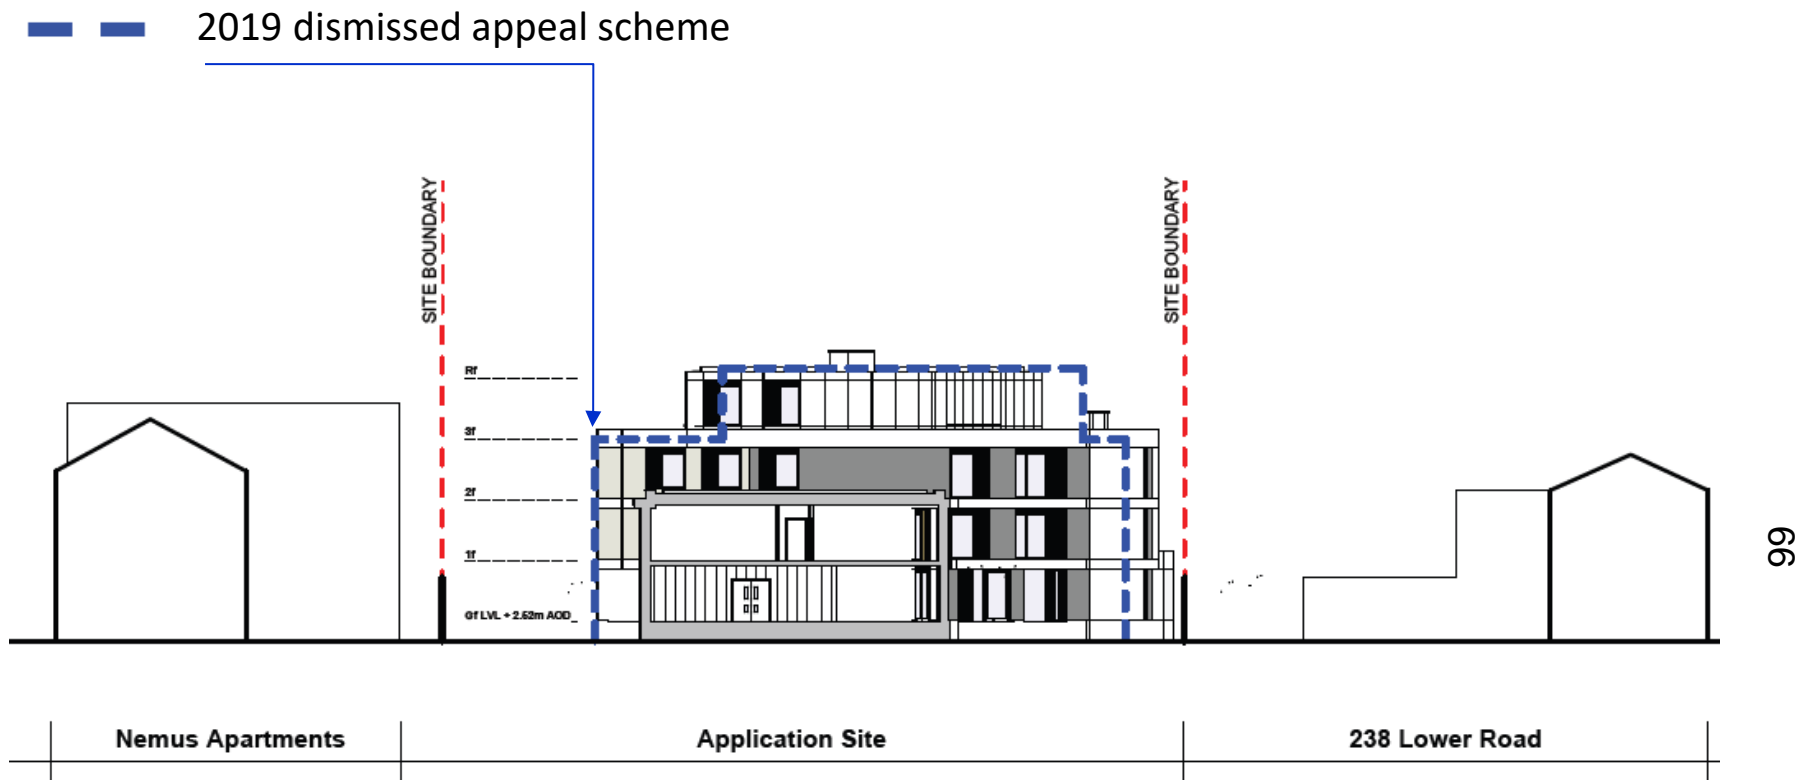 2019 dismissed appeal scheme
SITE BOUNDARY
SITE BOUNDARY
Rf
3f
2f
1f
Gf LVL + 2.52m AOD
66
Nemus Apartments
Application Site
238 Lower Road